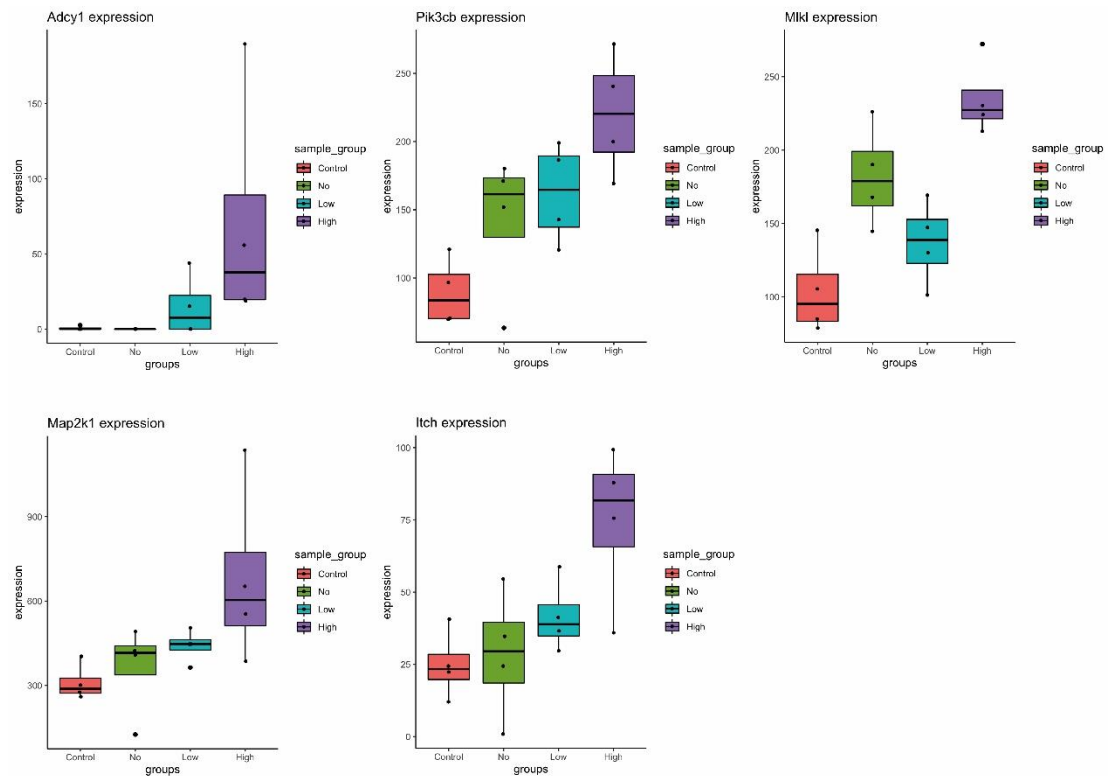 Adcy1 expression
150
100
50
0
expression
Control No Low High
groups
sample_group
Control
No
Low
High
Pik3cb expression
250
200
150
100
expression
Control No Low High
groups
sample_group
Control
No
Low
High
Mlkl expression
250
200
150
100
expression
Control No Low High
groups
sample_group
Control
No
Low
High
Map2k1 expression
900
600
300
expression
Control No Low High
groups
sample_group
Control
No
Low
High
Itch expression
100
75
50
25
0
expression
Control No Low High
groups
sample_group
Control
No
Low
High